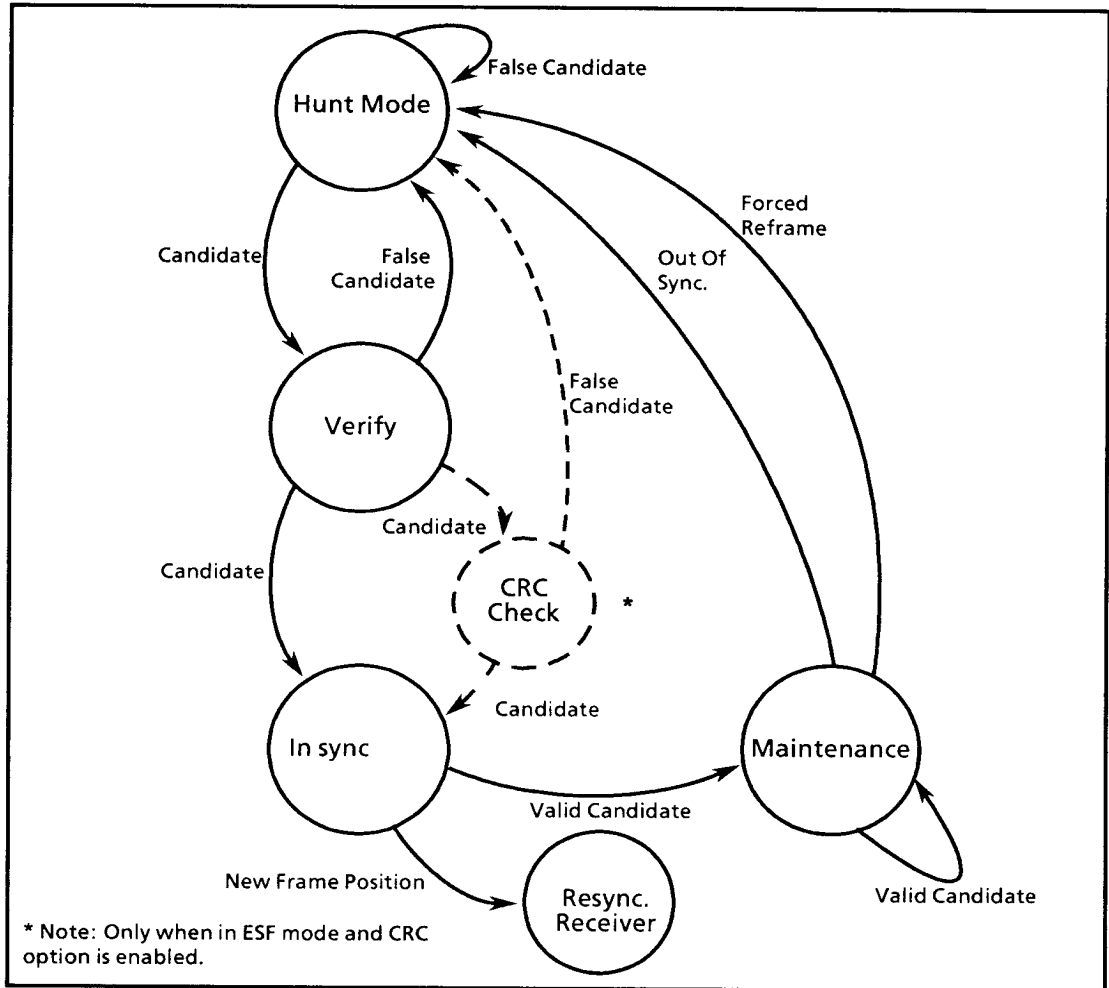 False Candidate
Hunt Mode
Forced
Reframe
Candidate
False
Candidate
Out Of
Sync.
False
Candidate
Verify
Candidate
Candidate
CRC
Check
*
Candidate
In sync
Maintenance
Valid Candidate
New Frame Position
Resync.
Receiver
Valid Candidate
* Note: Only when in ESF mode and CRC
option is enabled.